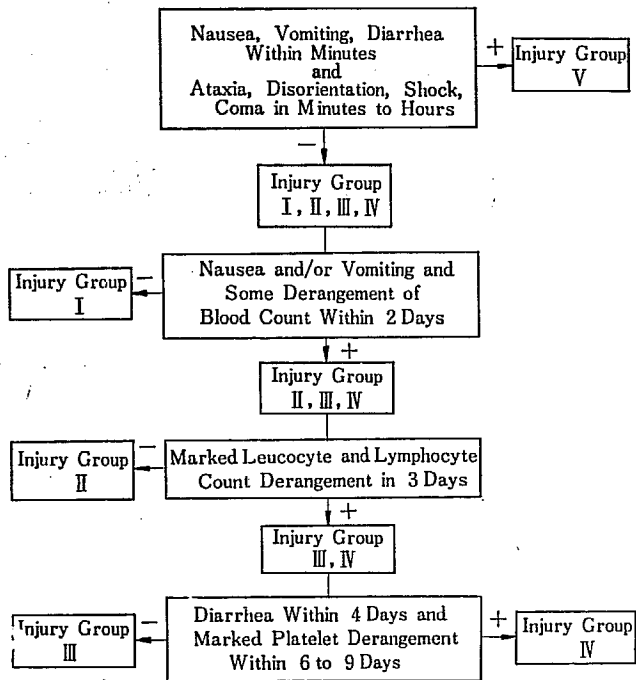 Nausea, Vomiting, Diarrhea
Within Minutes
and
Ataxia, Disorientation, Shock,
Coma in Minutes to Hours
+
Injury Group
Ⅴ
−
Injury Group
Ⅰ, Ⅱ, Ⅲ, Ⅳ
Nausea and/or Vomiting and
Some Derangement of
Blood Count Within 2 Days
−
Injury Group
Ⅰ
+
Injury Group
Ⅱ, Ⅲ, Ⅳ
Marked Leucocyte and Lymphocyte
Count Derangement in 3 Days
−
Injury Group
Ⅱ
+
Injury Group
Ⅲ, Ⅳ
Diarrhea Within 4 Days and
Marked Platelet Derangement
Within 6 to 9 Days
−
Injury Group
Ⅲ
+
Injury Group
Ⅳ